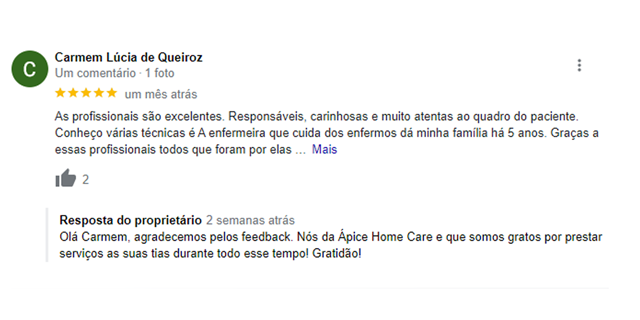 C
Carmem Lúcia de Queiroz
Um comentário · 1 foto
um mês atrás
As profissionais são excelentes. Responsáveis, carinhosas e muito atentas ao quadro do paciente.
Conheço várias técnicas é A enfermeira que cuida dos enfermos dá minha família há 5 anos. Graças a
essas profissionais todos que foram por elas ... Mais
2
Resposta do proprietário 2 semanas atrás
Olá Carmem, agradecemos pelos feedback. Nós da Ápice Home Care e que somos gratos por prestar
serviços as suas tias durante todo esse tempo! Gratidão!